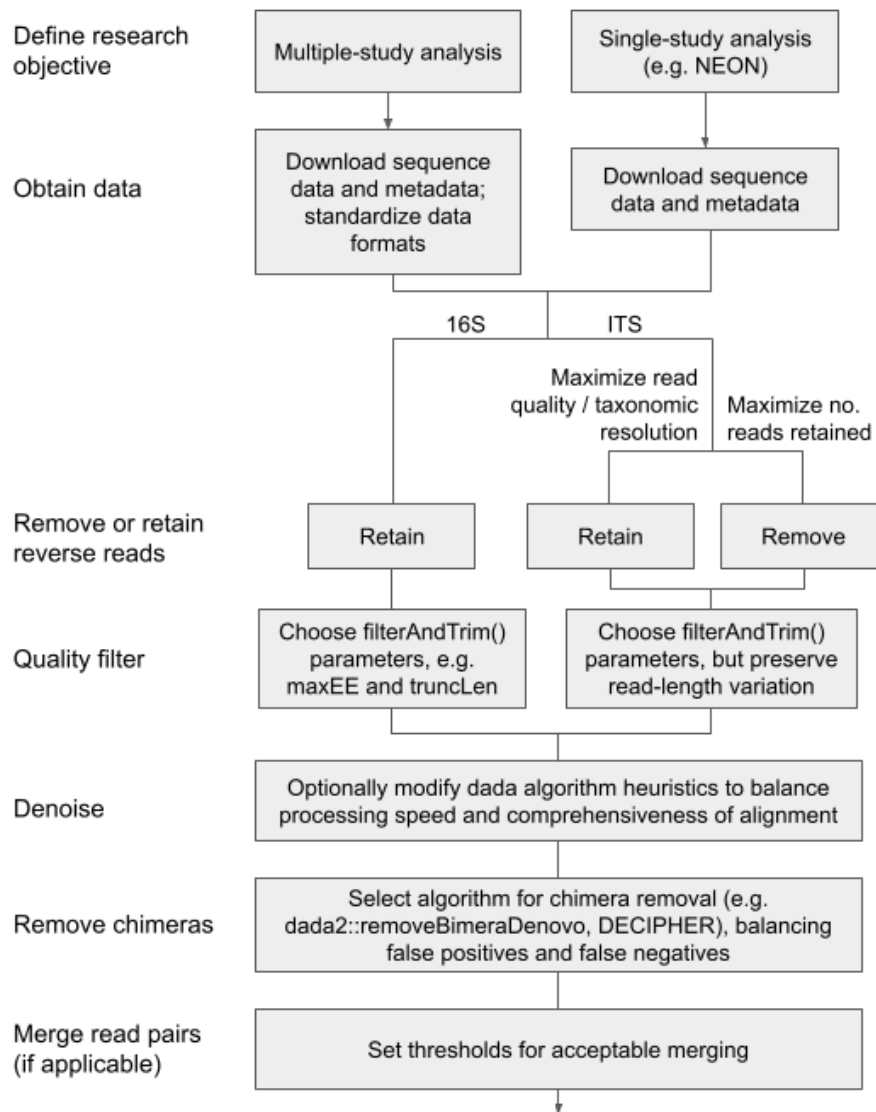 Define research
objective
Multiple-study analysis
Single-study analysis
(e.g. NEON)
Obtain data
Download sequence
data and metadata;
standardize data
formats
Download sequence
data and metadata
16S
ITS
Maximize read
quality / taxonomic
resolution
Maximize no.
reads retained
Remove or retain
reverse reads
Retain
Retain
Remove
Quality filter
Choose filterAndTrim()
parameters, e.g.
maxEE and truncLen
Choose filterAndTrim()
parameters, but preserve
read-length variation
Denoise
Optionally modify dada algorithm heuristics to balance
processing speed and comprehensiveness of alignment
Remove chimeras
Select algorithm for chimera removal (e.g.
dada2::removeBimeraDenovo, DECIPHER), balancing
false positives and false negatives
Merge read pairs
(if applicable)
Set thresholds for acceptable merging